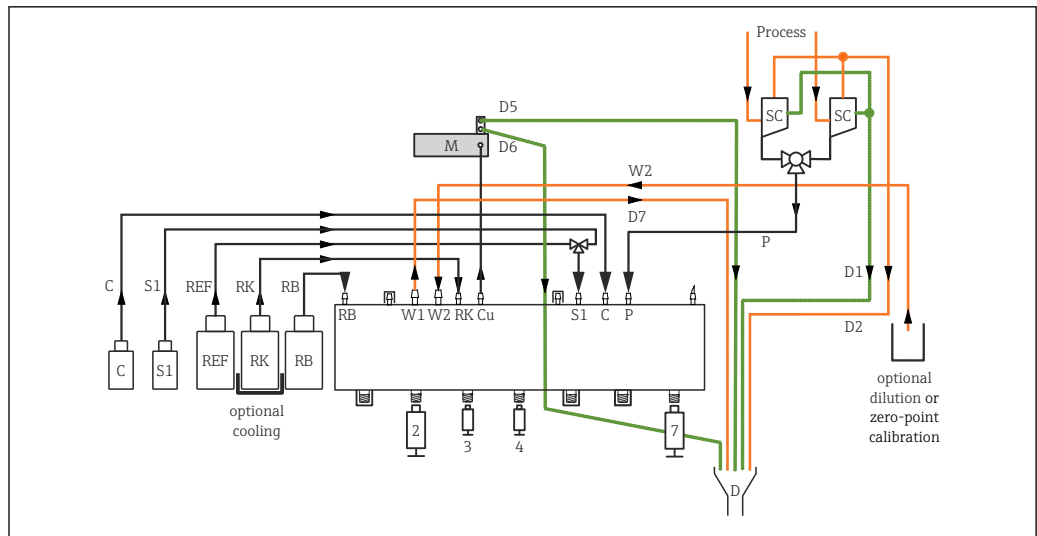 Process
SC
SC
D5
M
D6
W2
D7
P
D1
D2
C
S1
REF
RK
RB
RB
W1
W2
RK
Cu
S1
C
P
C
S1
REF
RK
RB
optional
cooling
2
3
4
7
optional
dilution or
zero-point
calibration
D